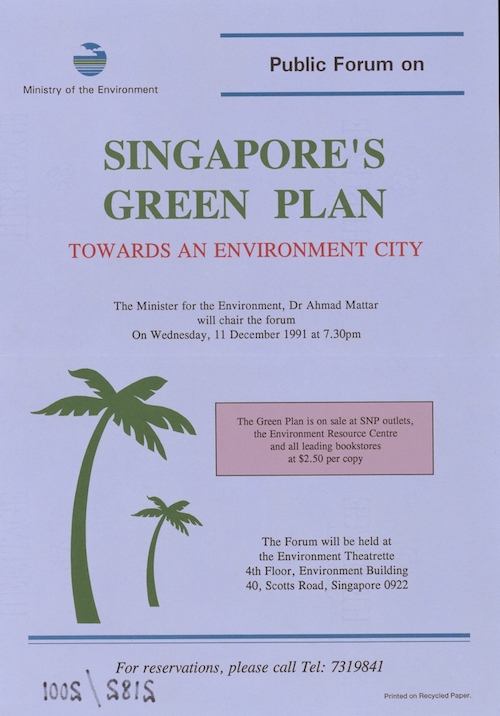 Ministry of the Environment
Public Forum on
SINGAPORE'S
GREEN PLAN
TOWARDS AN ENVIRONMENT CITY
The Minister for the Environment, Dr Ahmad Mattar
will chair the forum
On Wednesday, 11 December 1991 at 7.30pm
The Green Plan is on sale at SNP outlets,
the Environment Resource Centre
and all leading bookstores
at $2.50 per copy
The Forum will be held at
the Environment Theatrette
4th Floor, Environment Building
40, Scotts Road, Singapore 0922
For reservations, please call Tel: 7319841
Printed on Recycled Paper.